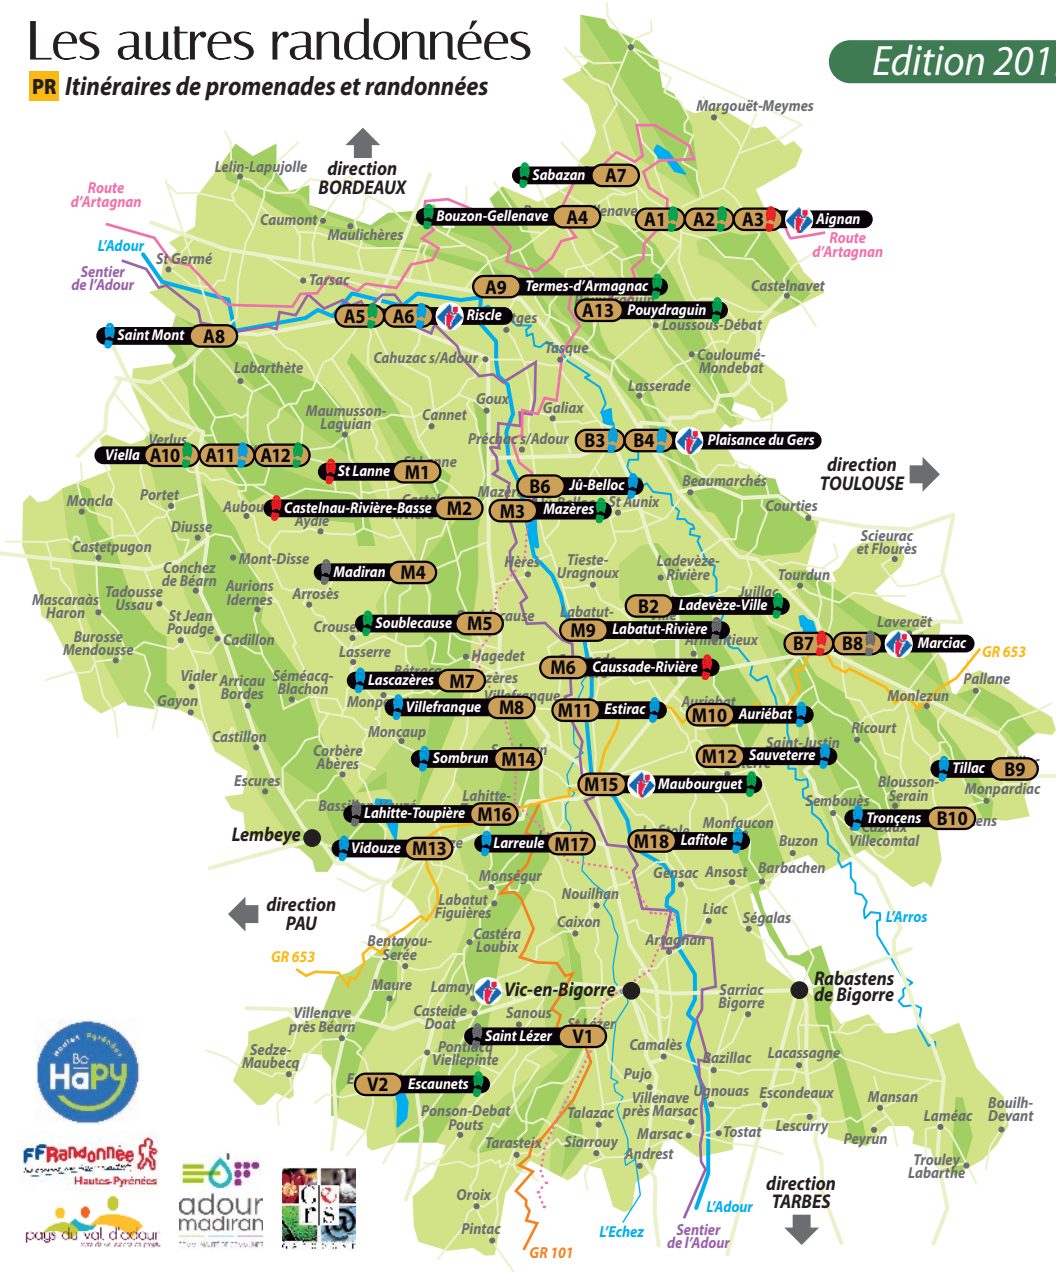 Les autres randonnées
PR Itinéraires de promenades et randonnées
Edition 201
Margouët-Meymes
direction
BORDEAUX
Lelin-Lapujolle
Sabazan A7
Route
d'Artagnan
Caumont
Maulichères
Bouzon-Gellenave A4
A1 A2 A3 Aignan
Route
d'Artagnan
L'Adour
St Germé
Sentier
de l'Adour
Tarsac
A9 Termes-d'Armagnac
Castelnavet
A13 Pouydraguin
Loussous-Débat
A5 A6 Riscle
Saint Mont A8
Cahuzac s/Adour
Tasque
Couloumé-
Mondebat
Labarthète
Lasserade
Goux
Galiax
Maumusson-
Laguian
Cannet
Préchac s/Adour
B3 B4 Plaisance du Gers
Verlus
Viella A10 A11 A12
St Lanne M1
direction
TOULOUSE
B6 Jû-Belloc
Beaumarchés
Moncla
Portet
Castelnau-Rivière-Basse M2
M3 Mazères
St Aunix
Courties
Aydie
Diusse
Scieurac
et Flourès
Castetpugon
Mont-Disse
Conchez
de Béarn
Madiran M4
Hères
Tieste-
Uragnoux
Ladevèze-
Rivière
Tourdun
Mascaraàs
Haron
Tadousse
Ussau
Aurions
Idernes
Arrosès
Juillac
B2 Ladevèze-Ville
St Jean
Poudge
Soublecause M5
Labatut-
M9 Labatut-Rivière
Laveraët
Burosse
Mendousse
Cadillon
Armentieux
B7 B8 Marciac
GR 653
Lasserre
Hagedet
M6 Caussade-Rivière
Vialer
Arricau
Bordes
Séméacq-
Blachon
Lascazères M7
Pallane
Gayon
Villefranque M8
M11 Estirac
M10 Auriébat
Monlezun
Castillon
Moncaup
Ricourt
Saint-Justin
Corbère
Abères
Sombrun M14
M12 Sauveterre
Tillac B9
Escures
M15 Maubourguet
Blousson-
Serain
Monpardiac
Lahitte-
Sembouès
Lahitte-Toupière M16
Tronçens B10
Lembeye
Monfaucon
Cazaux
Villecomtal
Vidouze M13
Larreule M17
M18 Lafitole
Buzon
Barbachen
Monségur
Gensac
Ansost
Nouilhan
Labatut
Figuières
direction
PAU
Liac
Ségalas
L'Arros
Caixon
Castéra
Loubix
Artagnan
Bentayou-
Serée
GR 653
Maure
Lamay
Vic-en-Bigorre
Sarriac
Bigorre
Rabastens
de Bigorre
Villenave
près Béarn
Casteide
Doat
Sanous
Saint Lézer V1
Sedze-
Maubecq
Pontiacq
Viellepinte
Camalès
Bazillac
Lacassagne
V2 Escaunets
Pujo
Ugnouas
Escondeaux
Mansan
Bouilh-
Devant
Ponson-Debat
Pouts
Talazac
Villenave
près Marsac
Lescurry
Laméac
Tarasteix
Siarrouy
Marsac
Tostat
Peyrun
Andrest
Trouley
Labarthe
direction
TARBES
Oroix
Pintac
L'Adour
L'Echez
Sentier
de l'Adour
GR 101
Hautes Pyrénées
HaPy
FFRandonnée
Hautes-Pyrénées
pays du val d'adour
adour
madiran